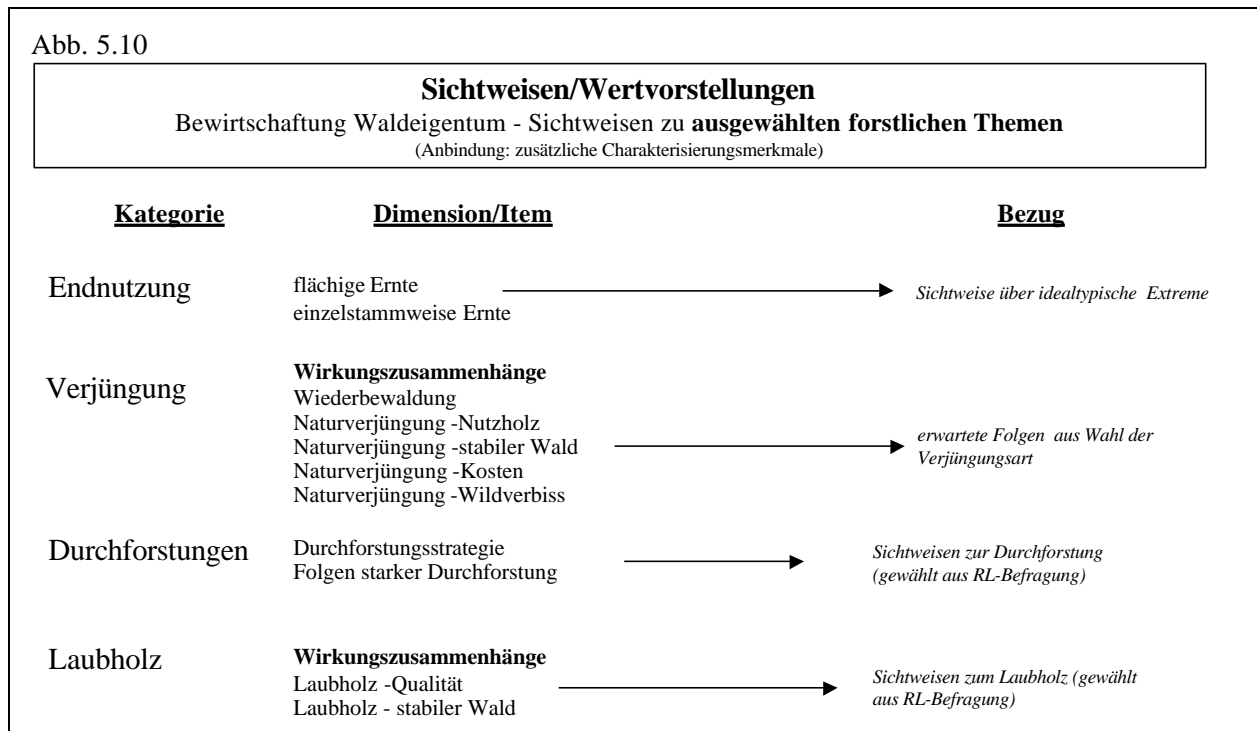 Abb. 5.10
Sichtweisen/Wertvorstellungen
Bewirtschaftung Waldeigentum - Sichtweisen zu ausgewählten forstlichen Themen
(Anbindung: zusätzliche Charakterisierungsmerkmale)
Kategorie Dimension/Item Bezug
Endnutzung
flächige Ernte
einzelstammweise Ernte
Sichtweise über idealtypische Extreme
Verjüngung
Wirkungszusammenhänge
Wiederbewaldung
Naturverjüngung -Nutzholz
Naturverjüngung -stabiler Wald
Naturverjüngung -Kosten
Naturverjüngung -Wildverbiss
erwartete Folgen aus Wahl der
Verjüngungsart
Durchforstungen
Durchforstungsstrategie
Folgen starker Durchforstung
Sichtweisen zur Durchforstung
(gewählt aus RL-Befragung)
Laubholz
Wirkungszusammenhänge
Laubholz -Qualität
Laubholz - stabiler Wald
Sichtweisen zum Laubholz (gewählt
aus RL-Befragung)